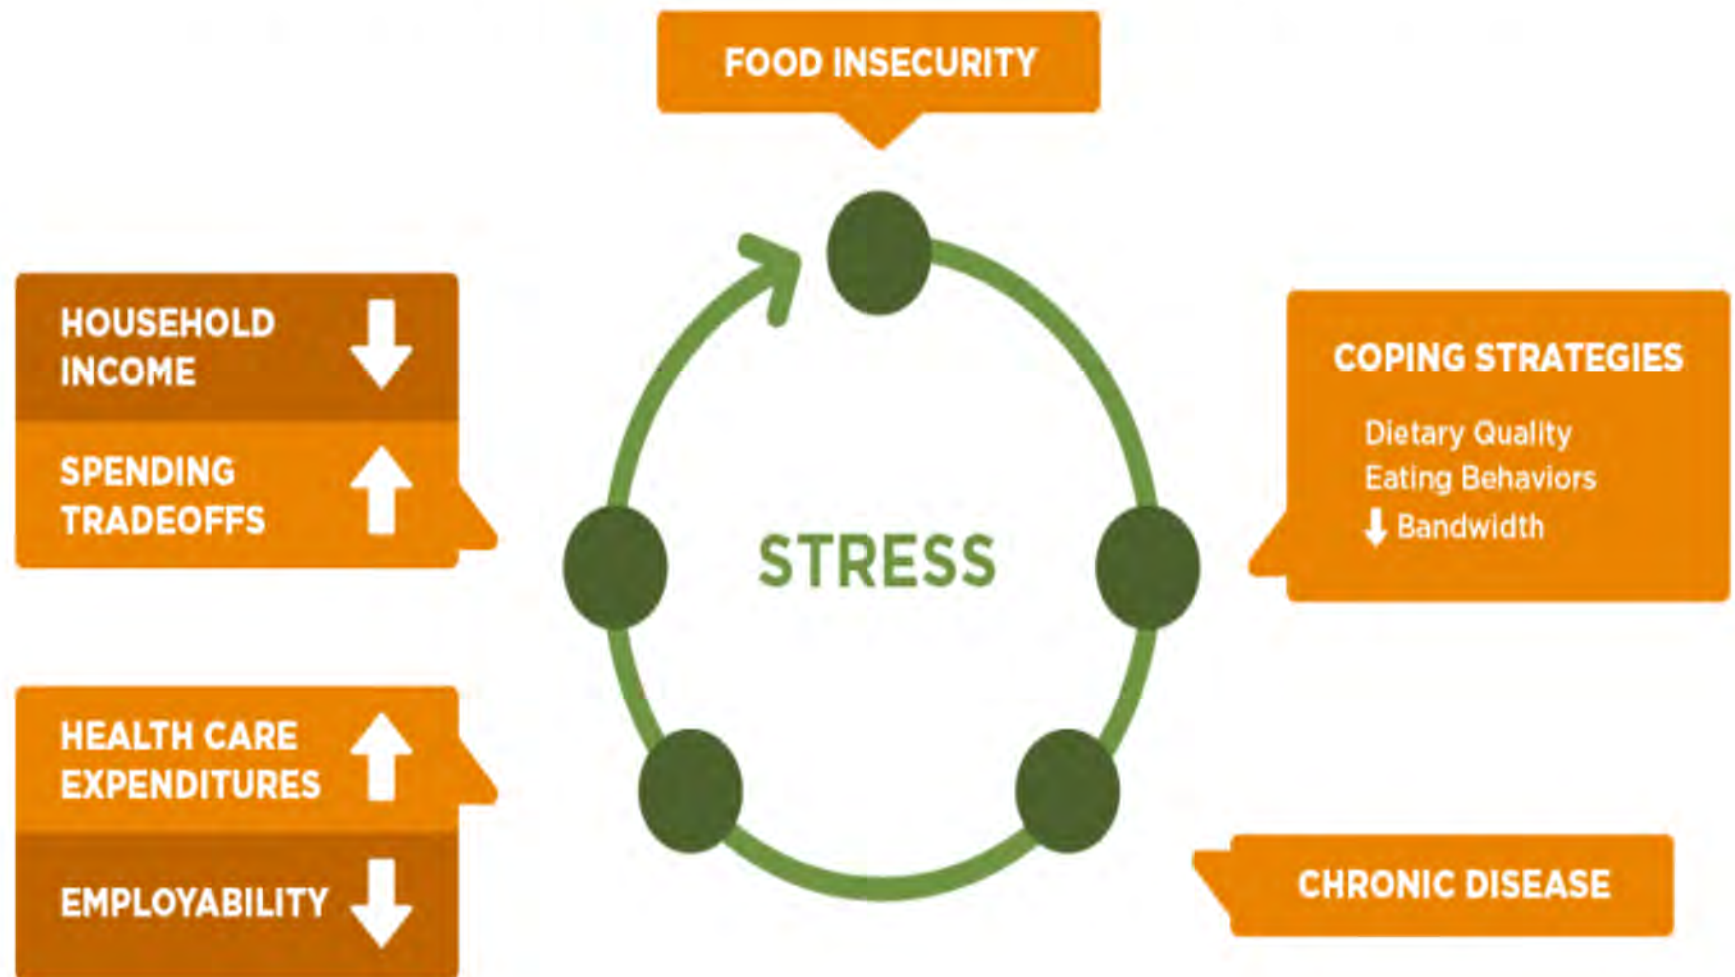 FOOD INSECURITY
HOUSEHOLD
INCOME
SPENDING
TRADEOFFS
STRESS
COPING STRATEGIES
Dietary Quality
Eating Behaviors
Bandwidth
HEALTH CARE
EXPENDITURES
EMPLOYABILITY
CHRONIC DISEASE